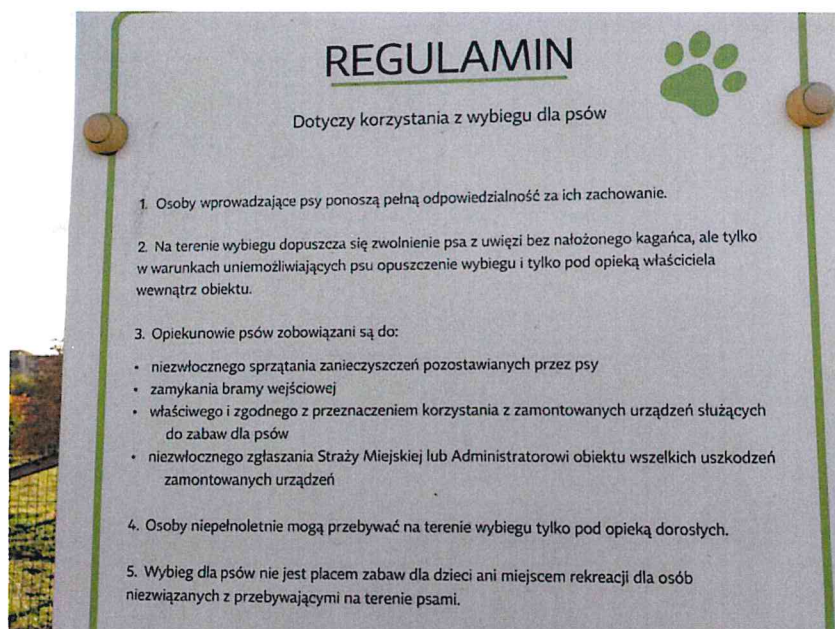 REGULAMIN
Dotyczy korzystania z wybiegu dla psów
1. Osoby wprowadzające psy ponoszą pełną odpowiedzialność za ich zachowanie.
2. Na terenie wybiegu dopuszcza się zwolnienie psa z uwięzi bez nałożonego kagańca, ale tylko
w warunkach uniemożliwiających psu opuszczenie wybiegu i tylko pod opieką właściciela
wewnątrz obiektu.
3. Opiekunowie psów zobowiązani są do:
• niezwłocznego sprzątania zanieczyszczeń pozostawianych przez psy
• zamykania bramy wejściowej
• właściwego i zgodnego z przeznaczeniem korzystania z zamontowanych urządzeń służących
do zabaw dla psów
• niezwłocznego zgłaszania Straży Miejskiej lub Administratorowi obiektu wszelkich uszkodzeń
zamontowanych urządzeń
4. Osoby niepełnoletnie mogą przebywać na terenie wybiegu tylko pod opieką dorosłych.
5. Wybieg dla psów nie jest placem zabaw dla dzieci ani miejscem rekreacji dla osób
niezwiązanych z przebywającymi na terenie psami.